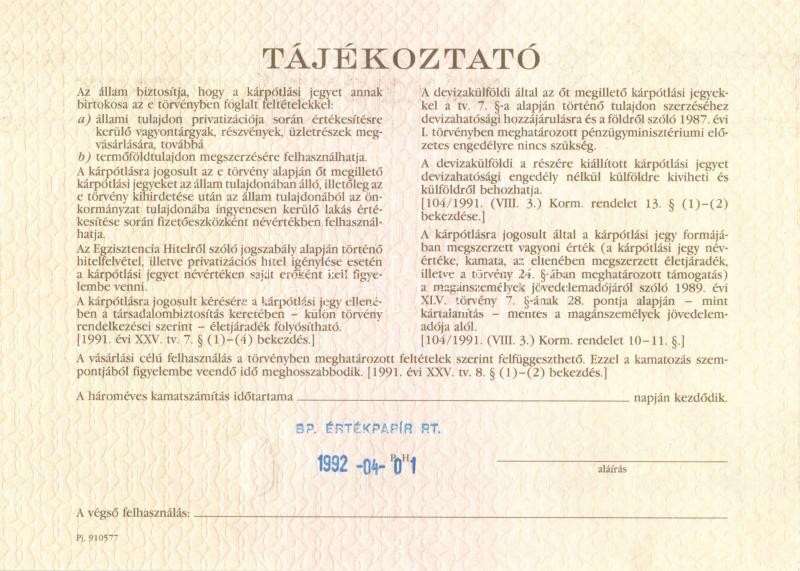 TÁJÉKOZTATÓ
Az állam biztosítja, hogy a kárpótlási jegyet annak
birtokosa az e törvényben foglalt feltételekkel:
a) állami tulajdon privatizációja során értékesítésre
kerülő vagyontárgyak, részvények, üzletrészek meg-
vásárlására, továbbá
b) termőföldtulajdon megszerzésére felhasználhatja.
A kárpótlásra jogosult az e törvény alapján őt megillető
kárpótlási jegyeket az állam tulajdonában álló, illetőleg az
e törvény kihirdetése után az állam tulajdonából az ön-
kormányzat tulajdonába ingyenesen kerülő lakás érté-
kesítése során fizetőeszközként névértékben felhasznál-
hatja.
Az Egzisztencia Hitelről szóló jogszabály alapján történő
hitelfelvétel, illetve privatizációs hitel igénylése esetén
a kárpótlási jegyet névértéken saját erőként kell figye-
lembe venni.
A kárpótlásra jogosult kérésére a kárpótlási jegy ellené-
ben a társadalombiztosítás keretében – külön törvény
rendelkezései szerint – életjáradék folyósítható.
[1991. évi XXV. tv. 7. § (1)–(4) bekezdés.]
A devizakülföldi által az őt megillető kárpótlási jegyek-
kel a tv. 7. §-a alapján történő tulajdon szerzéséhez
devizahatósági hozzájárulásra és a földről szóló 1987. évi
I. törvényben meghatározott pénzügyminisztériumi elő-
zetes engedélyre nincs szükség.
A devizakülföldi a részére kiállított kárpótlási jegyet
devizahatósági engedély nélkül külföldre kiviheti és
külföldről behozhatja.
[104/1991. (VIII. 3.) Korm. rendelet 13. § (1)–(2)
bekezdése.]
A kárpótlásra jogosult által a kárpótlási jegy formájá-
ban megszerzett vagyoni érték (a kárpótlási jegy név-
értéke, kamata, az ellenében megszerzett életjáradék,
illetve a törvény 24. §-ában meghatározott támogatás)
a magánszemélyek jövedelemadójáról szóló 1989. évi
XLV. törvény 7. §-ának 28. pontja alapján – mint
kártalanítás – mentes a magánszemélyek jövedelem-
adója alól.
[104/1991. (VIII. 3.) Korm. rendelet 10–11. §.]
A vásárlási célú felhasználás a törvényben meghatározott feltételek szerint felfüggeszthető. Ezzel a kamatozás szem-
pontjából figyelembe veendő idő meghosszabbodik. [1991. évi XXV. tv. 8. § (1)–(2) bekezdés.]
A hároméves kamatszámítás időtartama napján kezdődik.
BP. ÉRTÉKPAPÍR RT.
P. H.
1992 -04- 01
aláírás
A végső felhasználás:
Pj. 910577